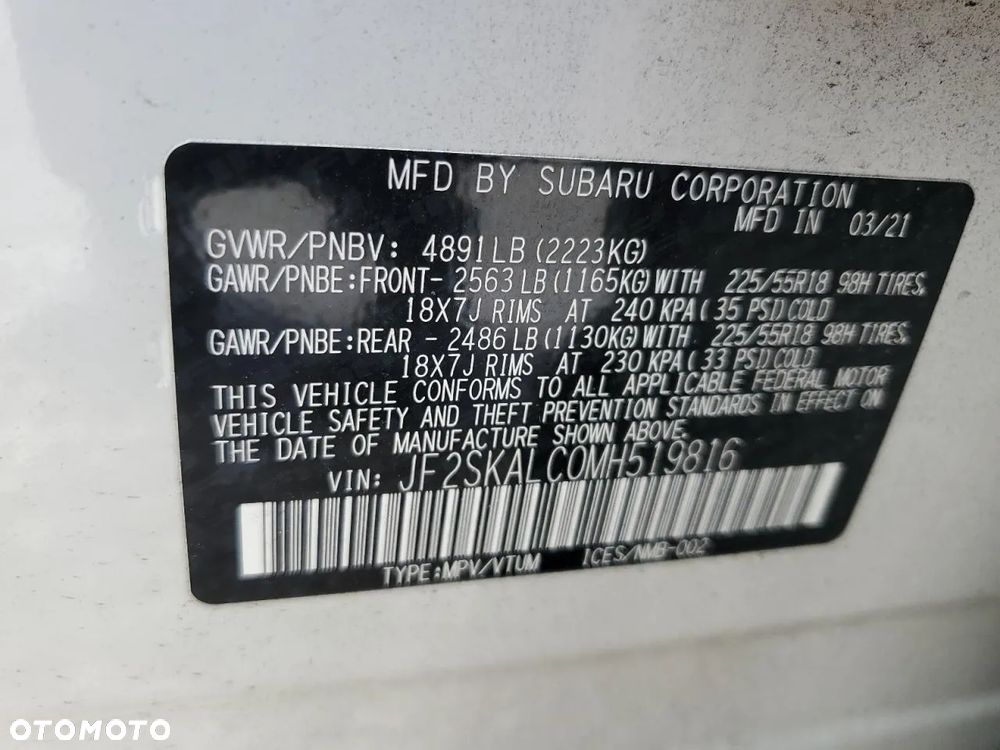 MFD BY SUBARU CORPORATION
MFD IN 03/21
GVWR/PNBV: 4891LB (2223KG)
GAWR/PNBE:FRONT- 2563LB (1165KG) WITH 225/55R18 98H TIRES,
18X7J RIMS AT 240 KPA( 35 PSI) COLD
GAWR/PNBE:REAR - 2486LB (1130KG) WITH 225/55R18 98H TIRES,
18X7J RIMS AT 230 KPA( 33 PSI) COLD
THIS VEHICLE CONFORMS TO ALL APPLICABLE FEDERAL MOTOR
VEHICLE SAFETY AND THEFT PREVENTION STANDARDS IN EFFECT ON
THE DATE OF MANUFACTURE SHOWN ABOVE.
VIN: JF2SKALC0MH519816
TYPE:MPV/VTUM ICES/NMB-002
OTOMOTO